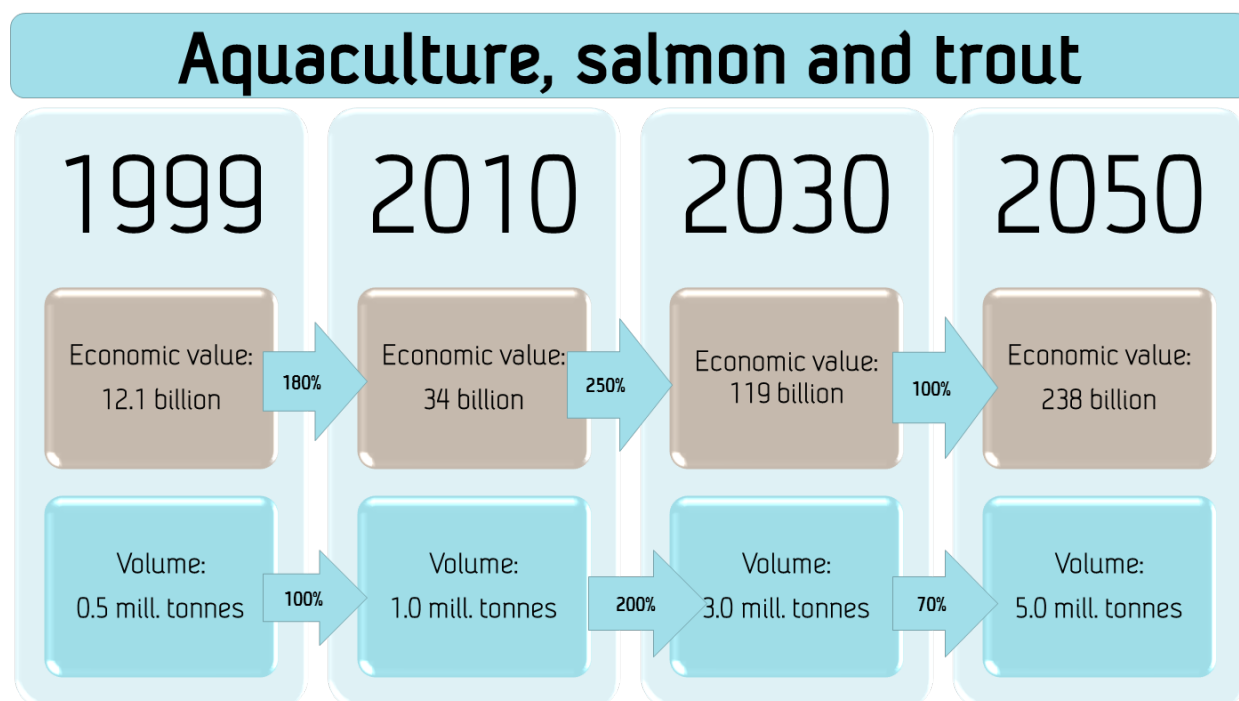 Aquaculture, salmon and trout
1999
2010
2030
2050
Economic value:
12.1 billion
180%
Economic value:
34 billion
250%
Economic value:
119 billion
100%
Economic value:
238 billion
Volume:
0.5 mill. tonnes
100%
Volume:
1.0 mill. tonnes
200%
Volume:
3.0 mill. tonnes
70%
Volume:
5.0 mill. tonnes